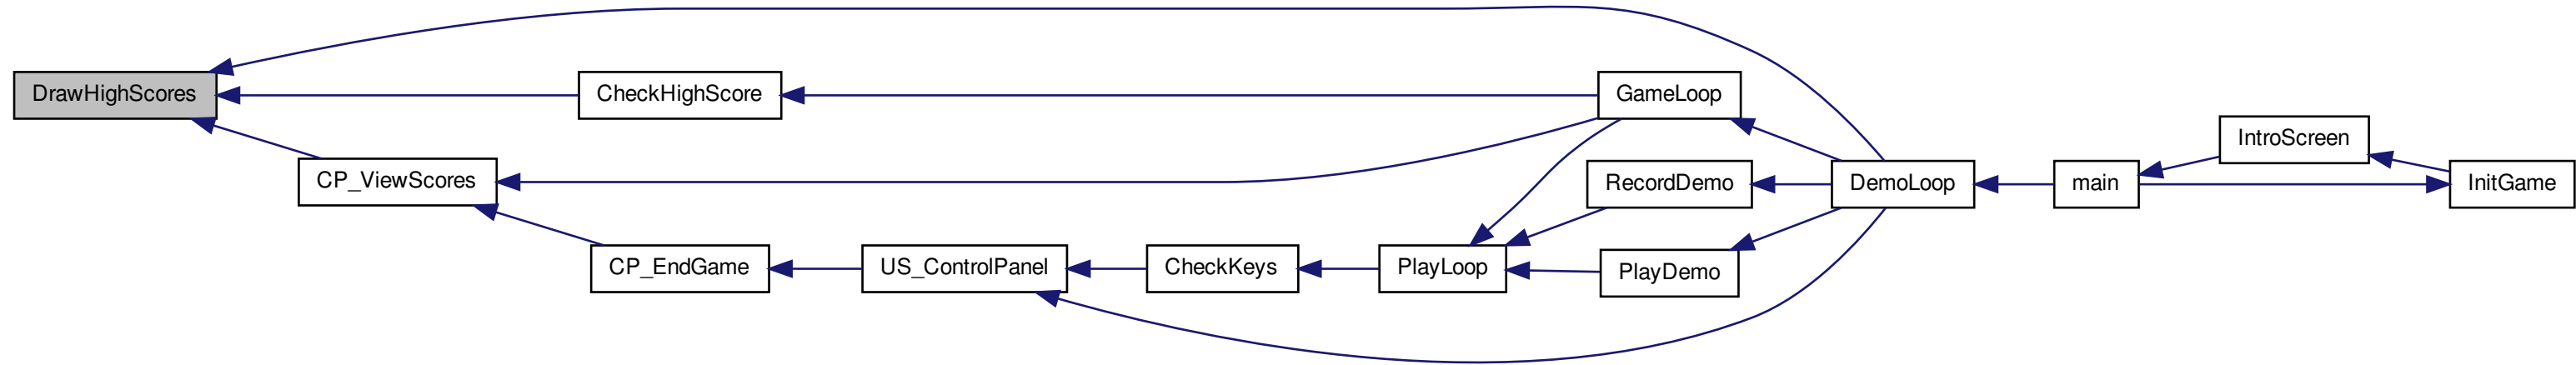 DrawHighScores
CheckHighScore
GameLoop
IntroScreen
CP_ViewScores
RecordDemo
DemoLoop
main
InitGame
CP_EndGame
US_ControlPanel
CheckKeys
PlayLoop
PlayDemo